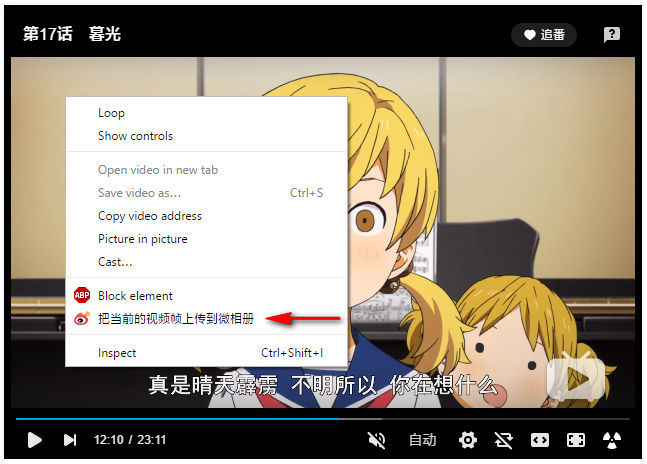 第17话 暮光
追番
Loop
Show controls
Open video in new tab
Save video as... Ctrl+S
Copy video address
Picture in picture
Cast...
ABP Block element
把当前的视频帧上传到微相册
Inspect Ctrl+Shift+I
真是晴天霹雳 不明所以 你在想什么
12:10 / 23:11 自动